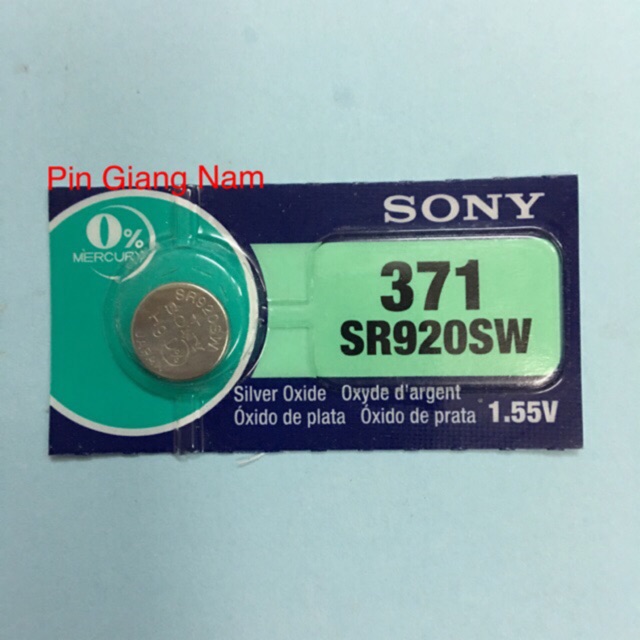 Pin Giang Nam
SONY
0%
MERCURY
371
SR920SW
SR920SW
Silver Oxide Oxyde d'argent
Óxido de plata Óxido de prata 1.55V